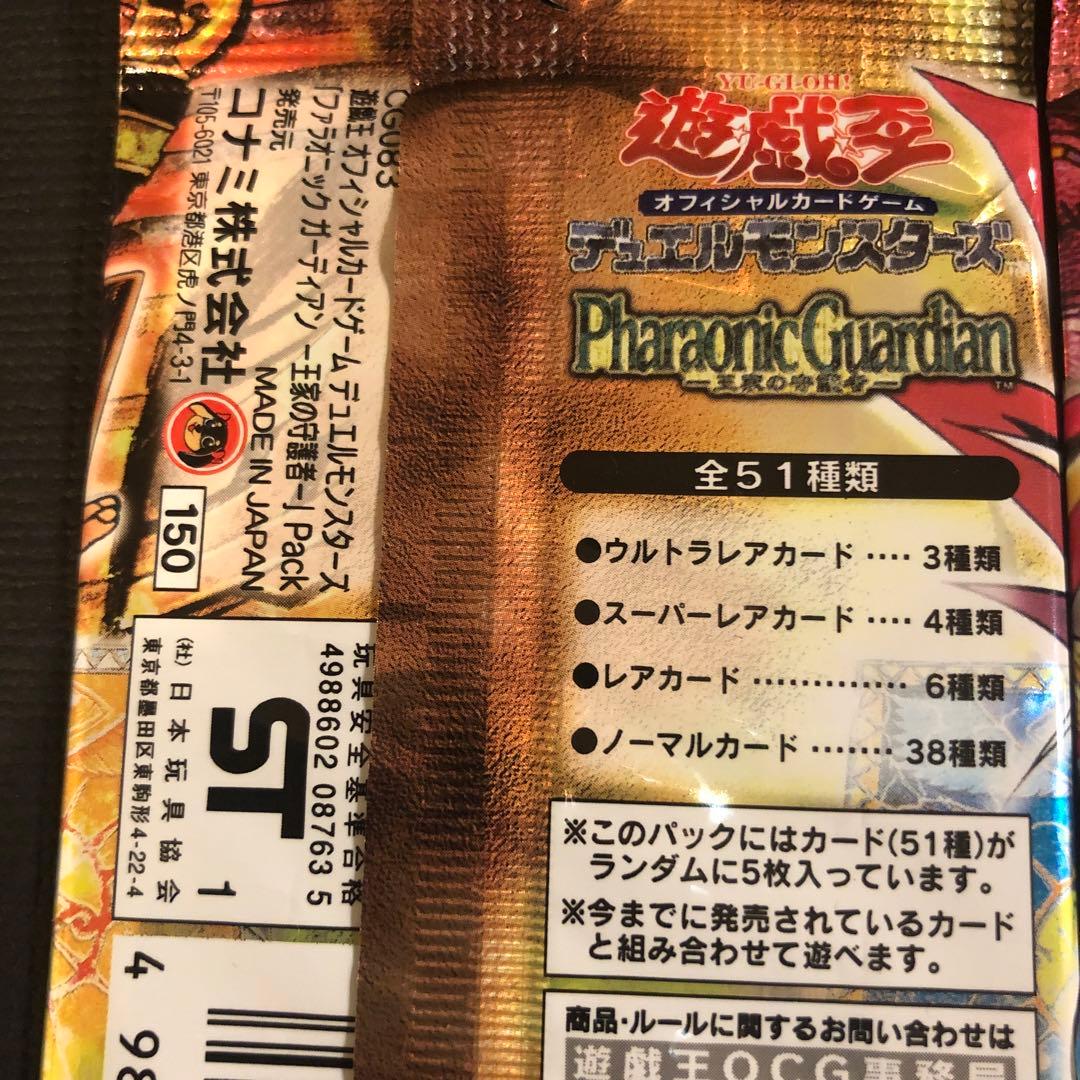 YU-GI-OH!
遊戯王
オフィシャルカードゲーム
デュエルモンスターズ
Pharaonic Guardian
－王家の守護者－
TM
全51種類
●ウルトラレアカード ････ 3種類
●スーパーレアカード ････ 4種類
●レアカード ･････････････ 6種類
●ノーマルカード ･･･････ 38種類
※このパックにはカード(51種)が
ランダムに5枚入っています。
※今までに発売されているカード
と組み合わせて遊べます。
商品・ルールに関するお問い合わせは
遊戯王OCG事務局
CG083
遊戯王 オフィシャルカードゲーム デュエルモンスターズ
「ファラオニック ガーディアン －王家の守護者－」Pack
発売元
コナミ株式会社
〒105-6021 東京都港区虎ノ門4-3-1
MADE IN JAPAN
150
玩具安全基準合格
4988602 08763 5
ST
1
(社)日本玩具協会
東京都墨田区東駒形4-22-4
4 98